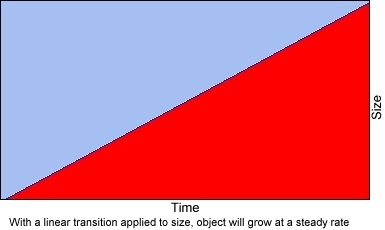 Size
Time
With a linear transition applied to size, object will grow at a steady rate